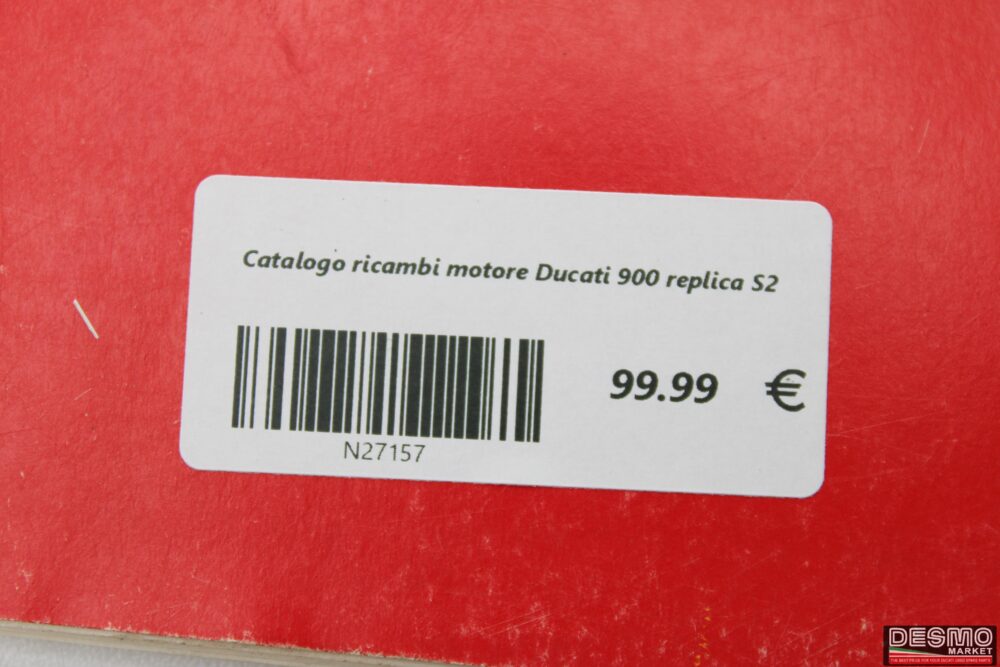 Catalogo ricambi motore Ducati 900 replica S2
99.99 €
N27157
DESMO
MARKET